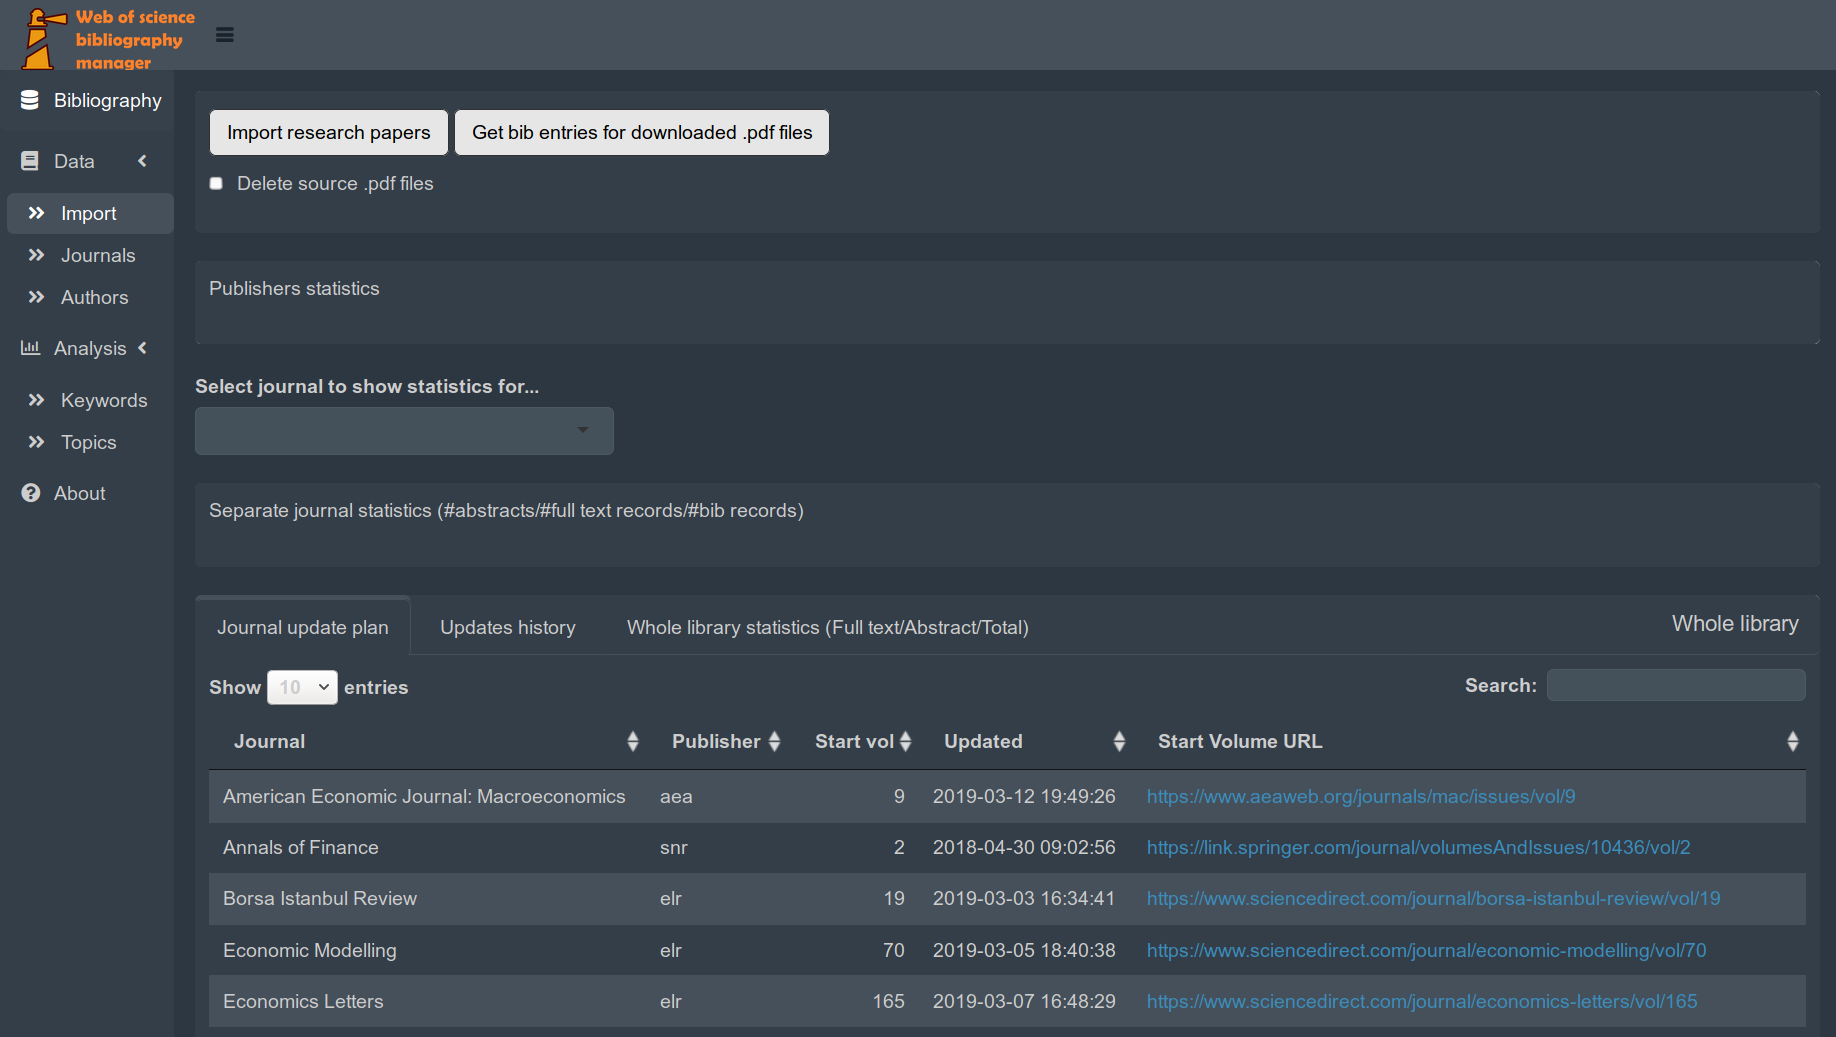 Web of science
bibliography
manager
Bibliography
Data
Import
Journals
Authors
Analysis
Keywords
Topics
About
Import research papers
Get bib entries for downloaded .pdf files
Delete source .pdf files
Publishers statistics
Select journal to show statistics for...
Separate journal statistics (#abstracts/#full text records/#bib records)
Journal update plan
Updates history
Whole library statistics (Full text/Abstract/Total)
Whole library
Show 10 entries
Search:
Journal Publisher Start vol Updated Start Volume URL
American Economic Journal: Macroeconomics aea 9 2019-03-12 19:49:26 https://www.aeaweb.org/journals/mac/issues/vol/9
Annals of Finance snr 2 2018-04-30 09:02:56 https://link.springer.com/journal/volumesAndIssues/10436/vol/2
Borsa Istanbul Review elr 19 2019-03-03 16:34:41 https://www.sciencedirect.com/journal/borsa-istanbul-review/vol/19
Economic Modelling elr 70 2019-03-05 18:40:38 https://www.sciencedirect.com/journal/economic-modelling/vol/70
Economics Letters elr 165 2019-03-07 16:48:29 https://www.sciencedirect.com/journal/economics-letters/vol/165